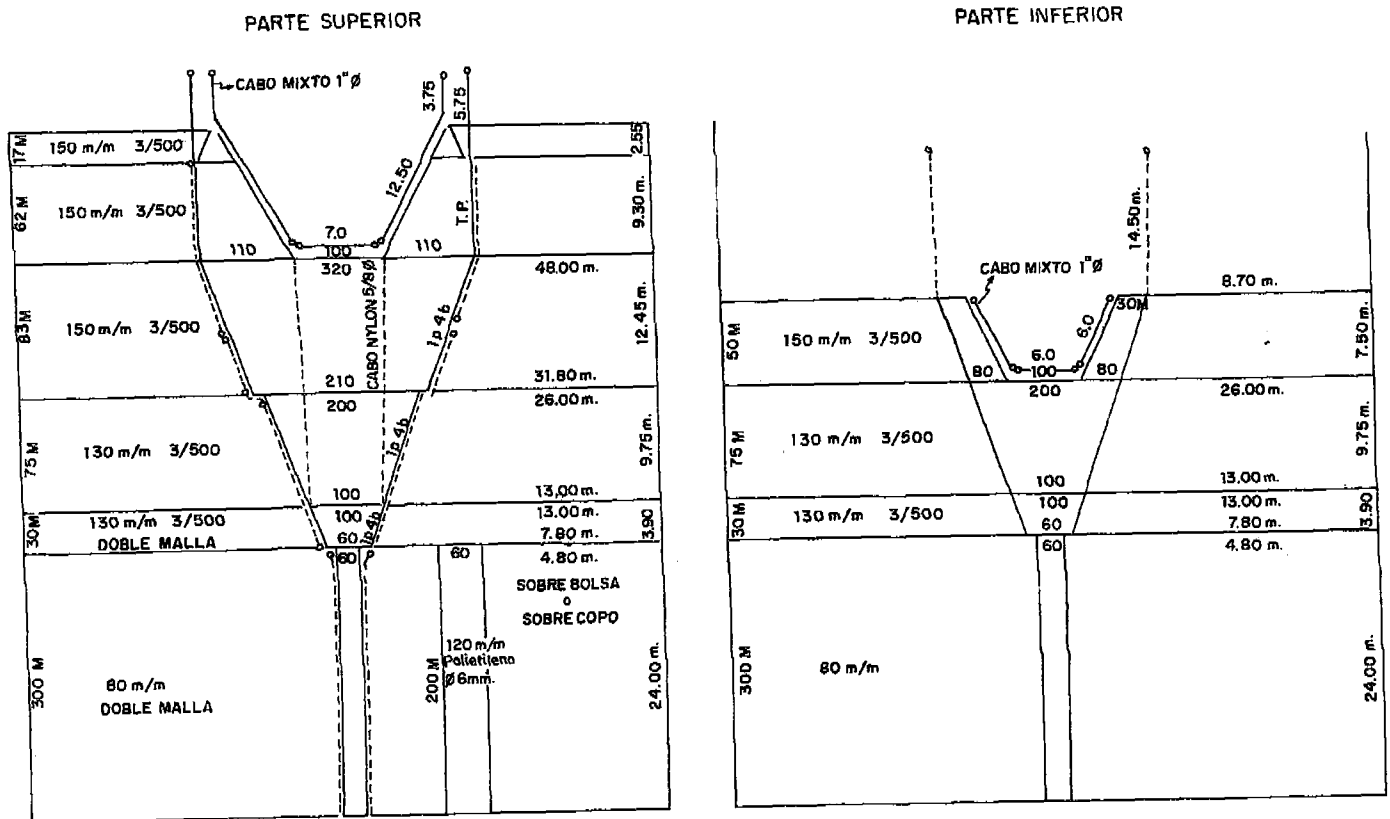 PARTE SUPERIOR
CABO MIXTO 1" Ø
3.75
5.75
17 M
150 m/m 3/500
2.55
62 M
150 m/m 3/500
12.50
T.P.
9.30 m.
110
7.0
100
110
320
48.00 m.
83 M
150 m/m 3/500
CABO NYLON 5/8 Ø
1p 4b
12.45 m.
210
31.80 m.
200
26.00 m.
75 M
130 m/m 3/500
1p 4b
9.75 m.
100
13,00 m.
30 M
130 m/m 3/500
100
13.00 m.
DOBLE MALLA
60
1p 4b
7.80 m.
3.90
60
60
4.80 m.
SOBRE BOLSA
o
SOBRE COPO
300 M
80 m/m
DOBLE MALLA
200 M
120 m/m
Polietileno
Ø 6mm.
24.00 m.
PARTE INFERIOR
14.50 m.
CABO MIXTO 1" Ø
8.70 m.
30 M
50 M
150 m/m 3/500
6.0
6.0
7.50 m.
80
100
80
200
26.00 m.
75 M
130 m/m 3/500
9.75 m.
100
13.00 m.
30 M
130 m/m 3/500
100
13.00 m.
60
7.80 m.
3.90
60
4.80 m.
300 M
80 m/m
24.00 m.